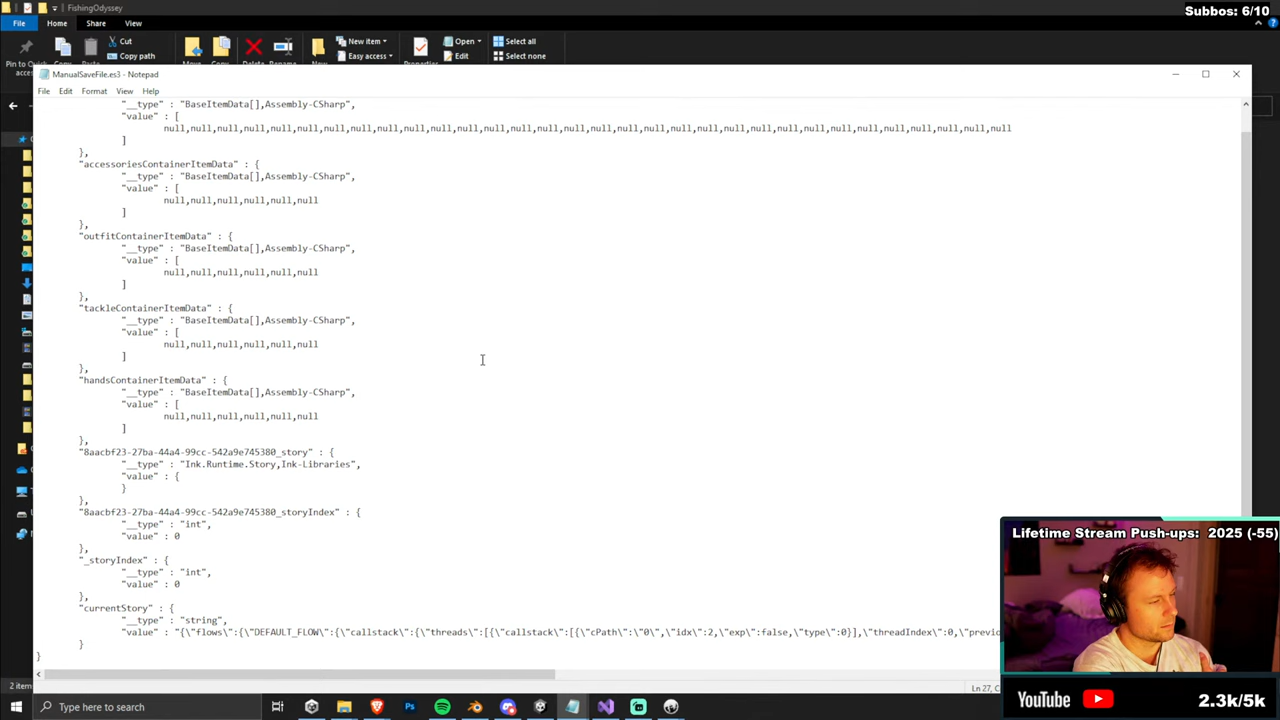 FishingOdyssey
Subbos: 6/10
File Home Share View
Pin to Quick access
Cut
Copy path
New item
Easy access
Open
Edit
Select all
Select none
ManualSaveFile.es3 - Notepad
File Edit Format View Help
"__type" : "BaseItemData[],Assembly-CSharp",
"value" : [
null,null,null,null,null,null,null,null,null,null,null,null,null,null,null,null,null,null,null,null,null,null,null,null,null,null,null,null,null,null,null,null
]
},
"accessoriesContainerItemData" : {
"__type" : "BaseItemData[],Assembly-CSharp",
"value" : [
null,null,null,null,null,null
]
},
"outfitContainerItemData" : {
"__type" : "BaseItemData[],Assembly-CSharp",
"value" : [
null,null,null,null,null,null
]
},
"tackleContainerItemData" : {
"__type" : "BaseItemData[],Assembly-CSharp",
"value" : [
null,null,null,null,null,null
]
},
"handsContainerItemData" : {
"__type" : "BaseItemData[],Assembly-CSharp",
"value" : [
null,null,null,null,null,null
]
},
"8aacbf23-27ba-44a4-99cc-542a9e745380_story" : {
"__type" : "Ink.Runtime.Story,Ink-Libraries",
"value" : {
}
},
"8aacbf23-27ba-44a4-99cc-542a9e745380_storyIndex" : {
"__type" : "int",
"value" : 0
},
"_storyIndex" : {
"__type" : "int",
"value" : 0
},
"currentStory" : {
"__type" : "string",
"value" : "{\"flows\":{\"DEFAULT_FLOW\":{\"callstack\":{\"threads\":[{\"callstack\":[{\"cPath\":\"0\",\"idx\":2,\"exp\":false,\"type\":0}],\"threadIndex\":0,\"previo
}
}
Ln 27, C
2 item
Lifetime Stream Push-ups: 2025 (-55)
YouTube 2.3k/5k
Type here to search